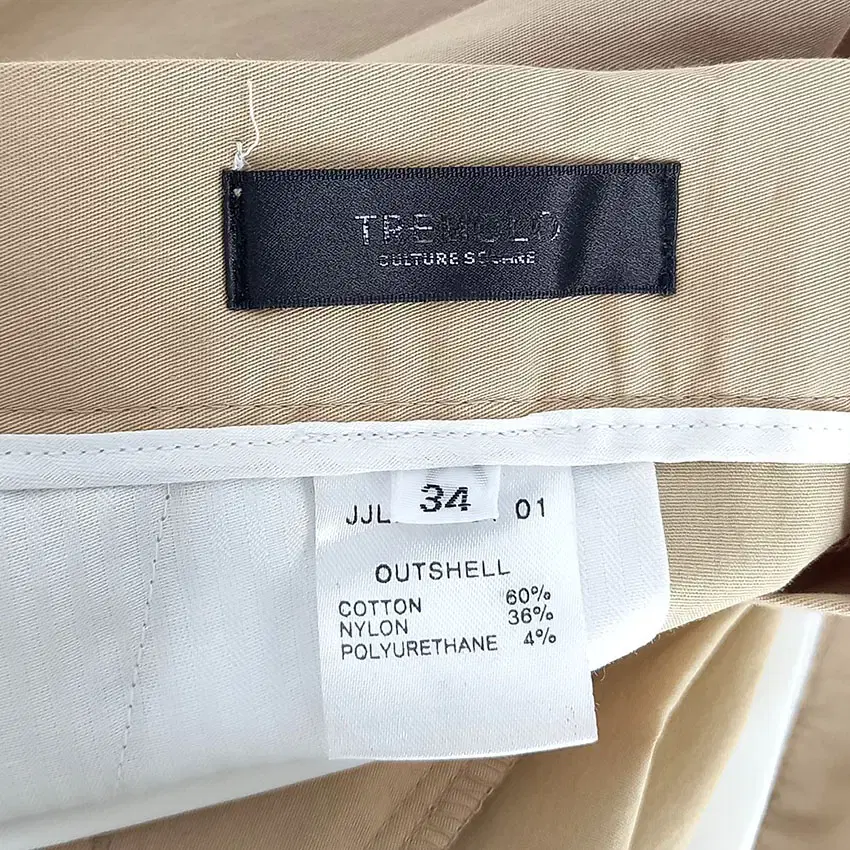 TREMOLO
CULTURE SQUARE
34
01
OUTSHELL
COTTON 60%
NYLON 36%
POLYURETHANE 4%